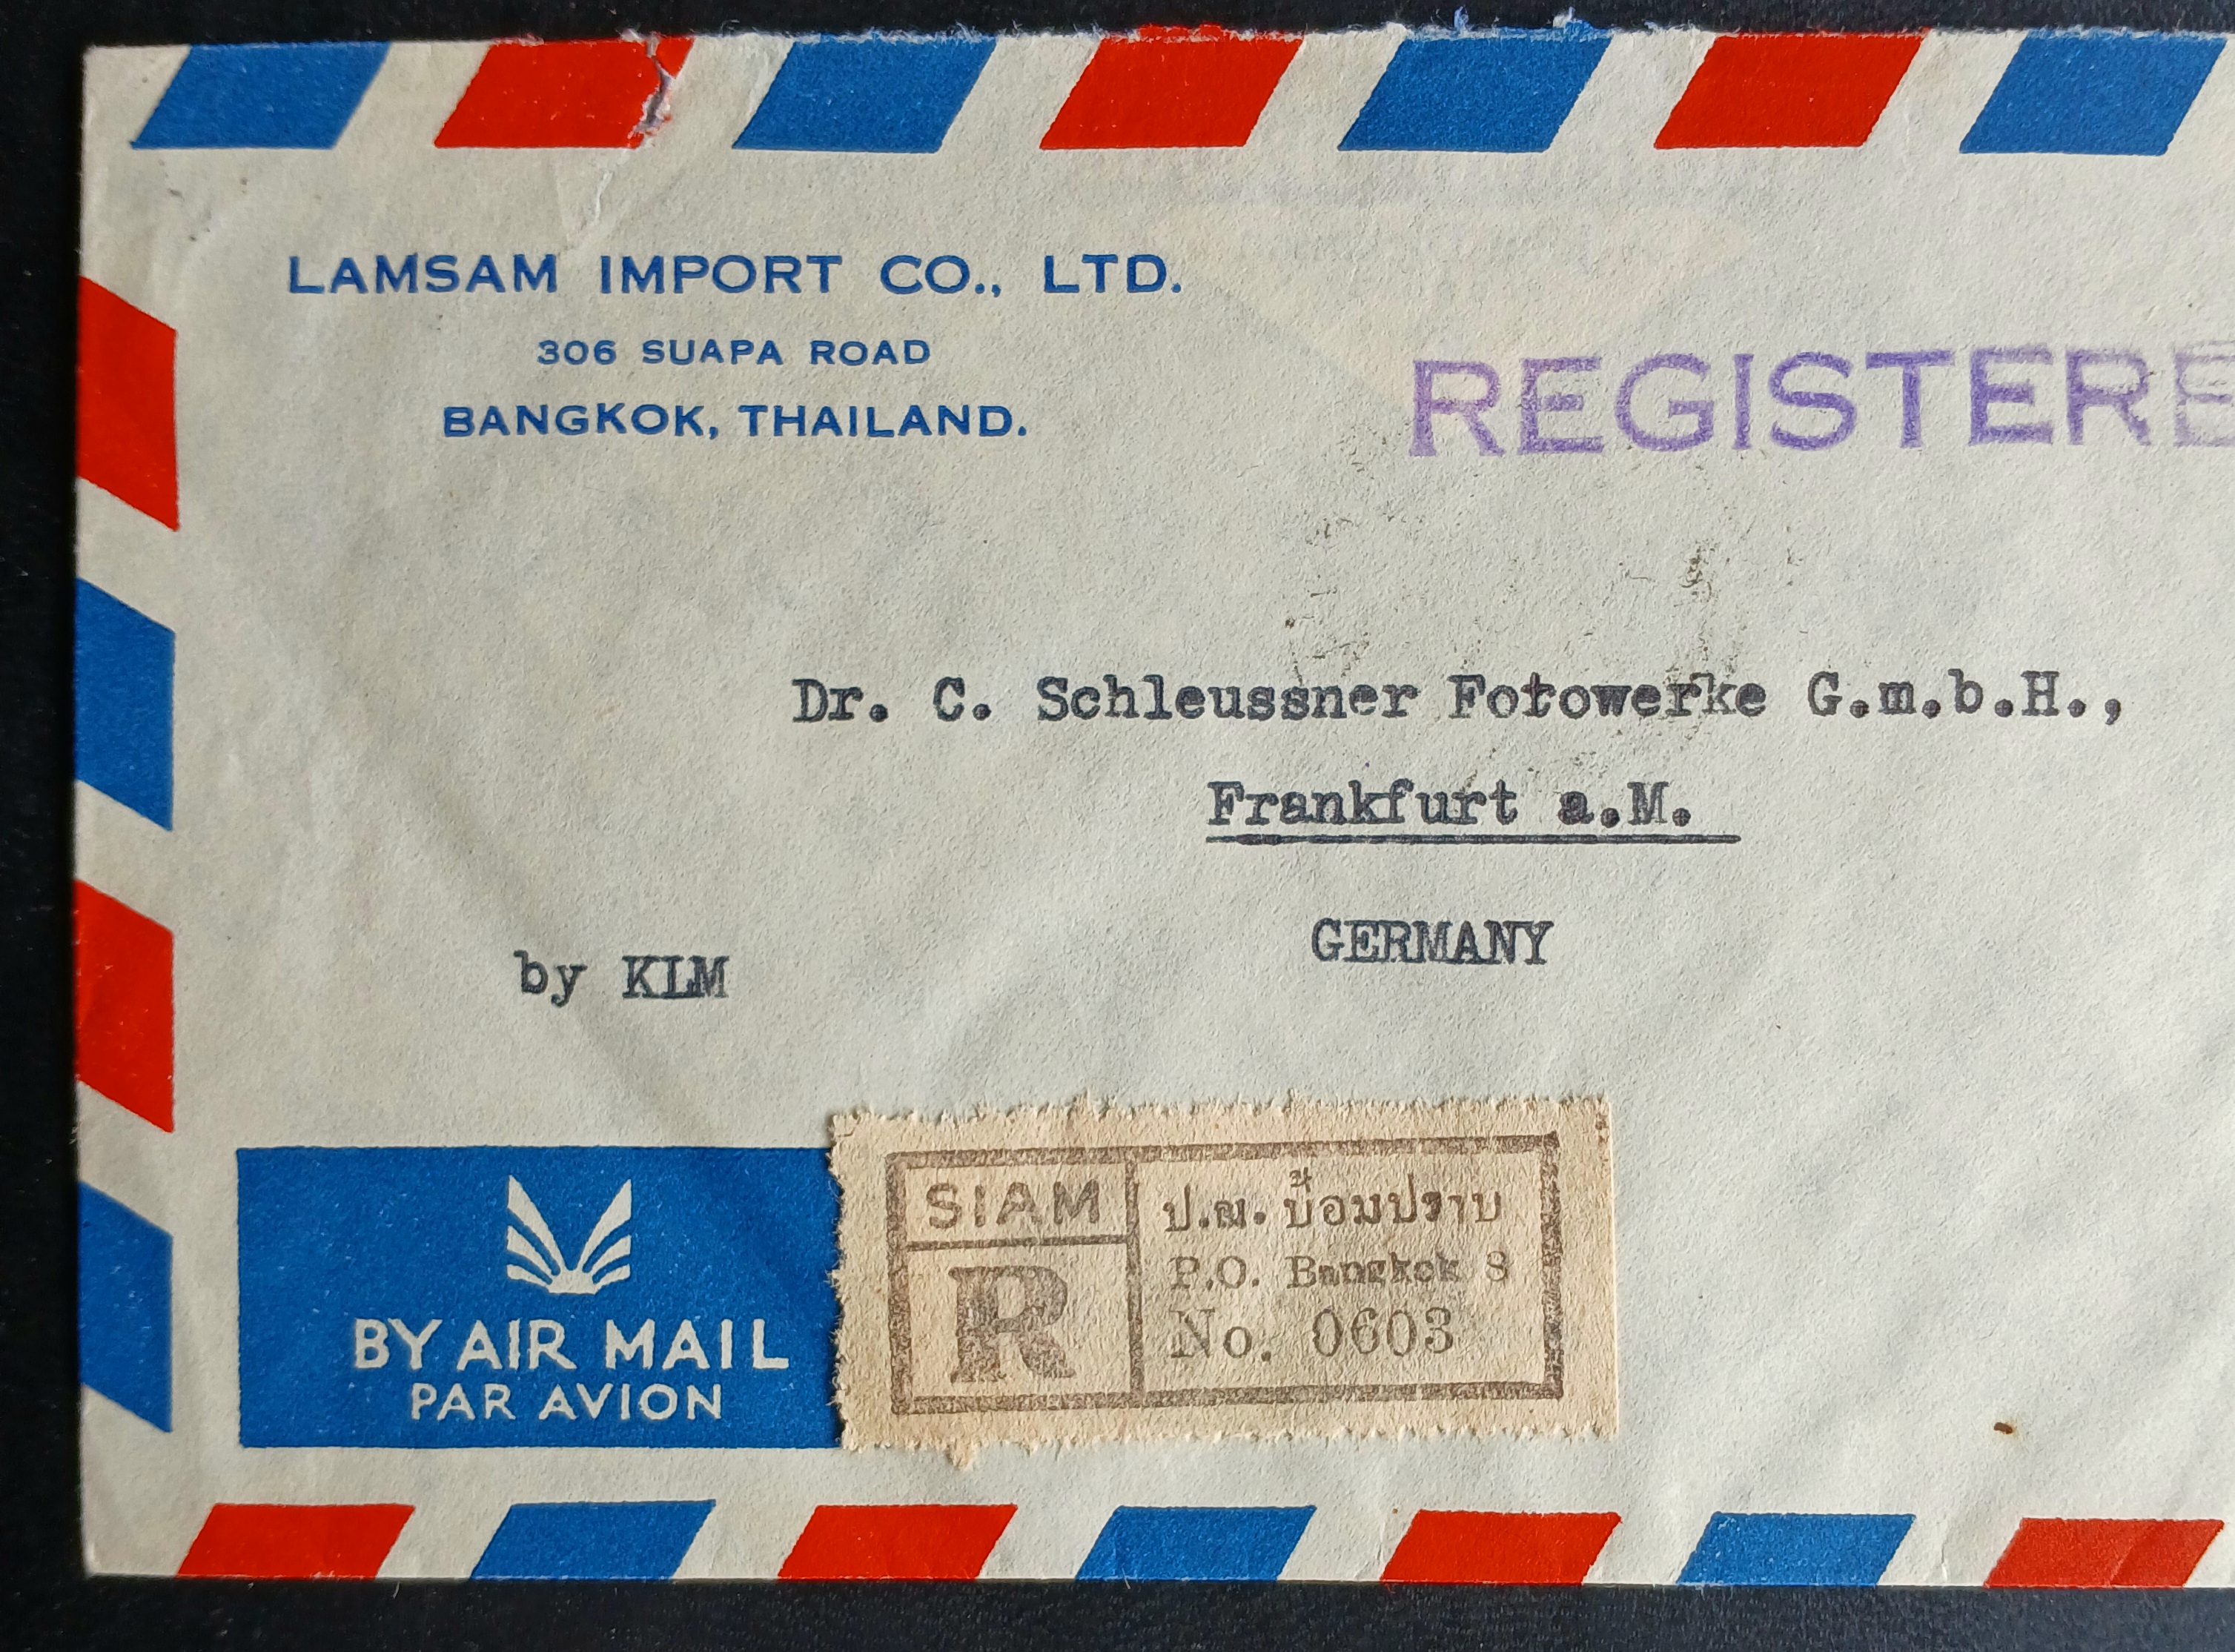 LAMSAM IMPORT CO., LTD.
306 SUAPA ROAD
BANGKOK, THAILAND.
REGISTERE
Dr. C. Schleussner Fotowerke G.m.b.H.,
Frankfurt a.M.
GERMANY
by KLM
BY AIR MAIL
PAR AVION
SIAM
R
ป.ณ. ป้อมปราบ
P.O. Bangkok 8
No. 0603